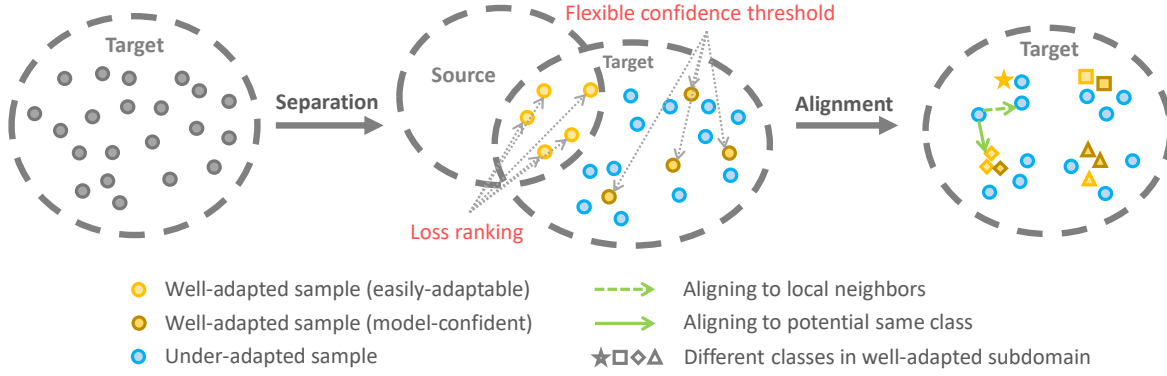 Flexible confidence threshold
Target
Source
Target
Target
Separation
Alignment
Loss ranking
Well-adapted sample (easily-adaptable)
Aligning to local neighbors
Well-adapted sample (model-confident)
Aligning to potential same class
Under-adapted sample
Different classes in well-adapted subdomain